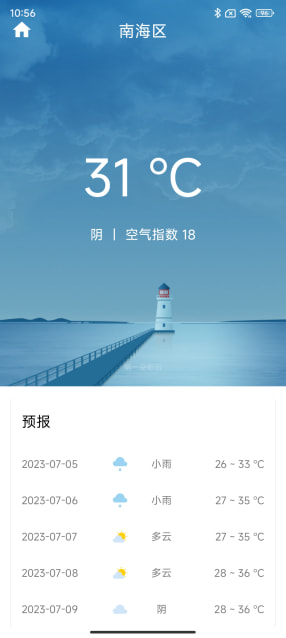 10:56
96
南海区
31 °C
阴 | 空气指数 18
预报
2023-07-05 小雨 26 ~ 33 °C
2023-07-06 小雨 27 ~ 35 °C
2023-07-07 多云 27 ~ 35 °C
2023-07-08 多云 28 ~ 36 °C
2023-07-09 阴 28 ~ 36 °C